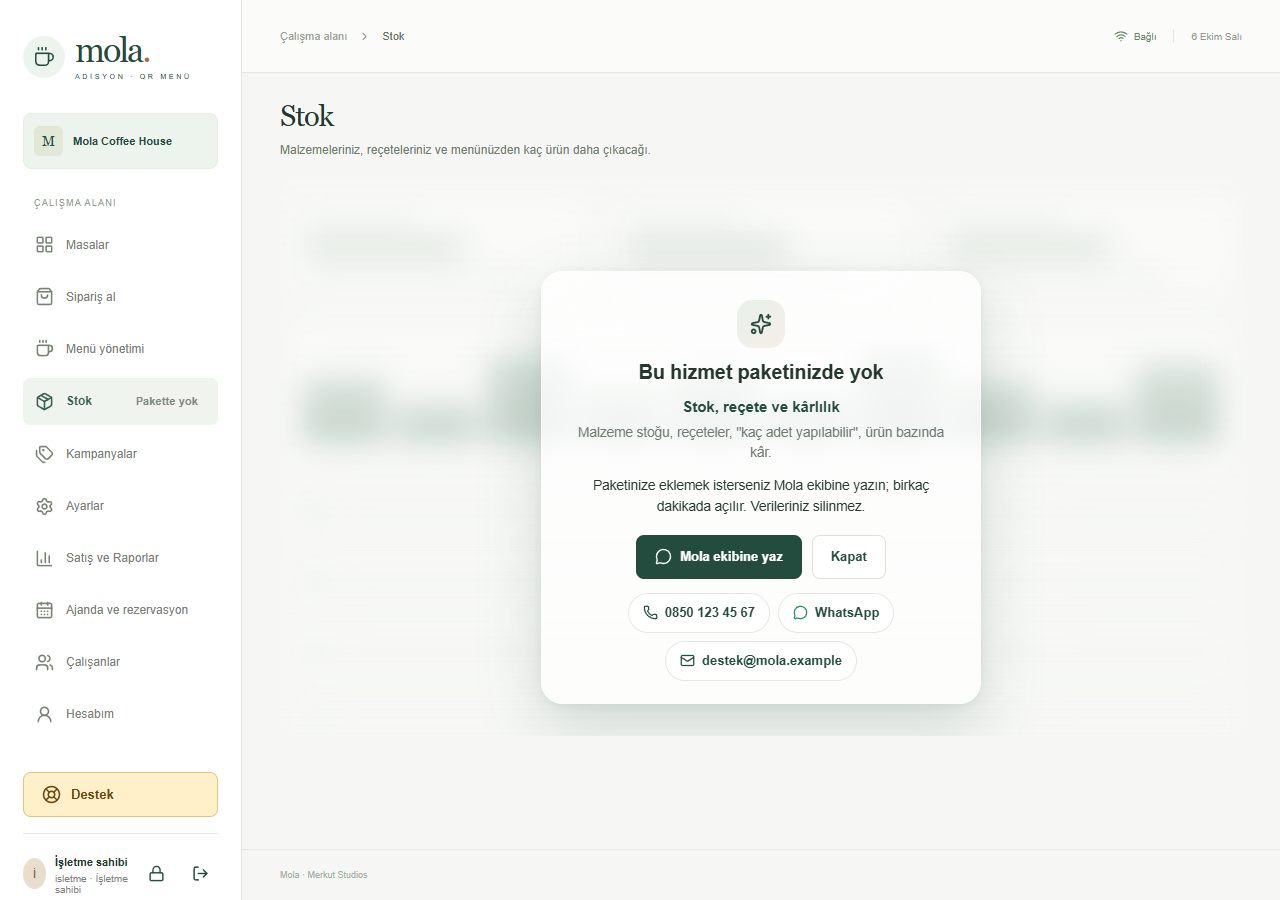 mola.
ADİSYON · QR MENÜ
M
Mola Coffee House
ÇALIŞMA ALANI
Masalar
Sipariş al
Menü yönetimi
Stok
Pakette yok
Kampanyalar
Ayarlar
Satış ve Raporlar
Ajanda ve rezervasyon
Çalışanlar
Hesabım
Destek
İ
İşletme sahibi
isletme · İşletme
sahibi
Çalışma alanı
Stok
Bağlı
6 Ekim Salı
Stok
Malzemeleriniz, reçeteleriniz ve menünüzden kaç ürün daha çıkacağı.
Bu hizmet paketinizde yok
Stok, reçete ve kârlılık
Malzeme stoğu, reçeteler, "kaç adet yapılabilir", ürün bazında
kâr.
Paketinize eklemek isterseniz Mola ekibine yazın; birkaç
dakikada açılır. Verileriniz silinmez.
Mola ekibine yaz
Kapat
0850 123 45 67
WhatsApp
destek@mola.example
Mola · Merkut Studios